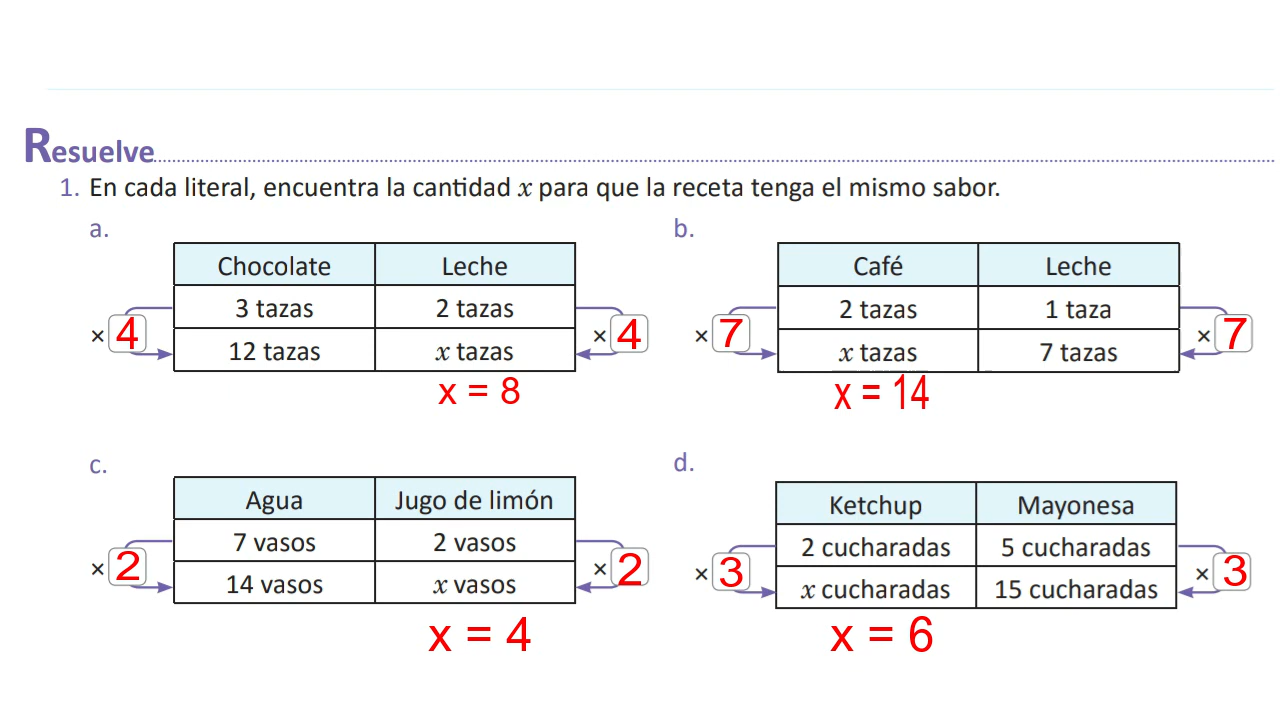 Resuelve
1. En cada literal, encuentra la cantidad x para que la receta tenga el mismo sabor.
a.
Chocolate Leche
3 tazas 2 tazas
× 4 × 4
12 tazas x tazas
x = 8
b.
Café Leche
2 tazas 1 taza
× 7 × 7
x tazas 7 tazas
x = 14
c.
Agua Jugo de limón
7 vasos 2 vasos
× 2 × 2
14 vasos x vasos
x = 4
d.
Ketchup Mayonesa
2 cucharadas 5 cucharadas
× 3 × 3
x cucharadas 15 cucharadas
x = 6